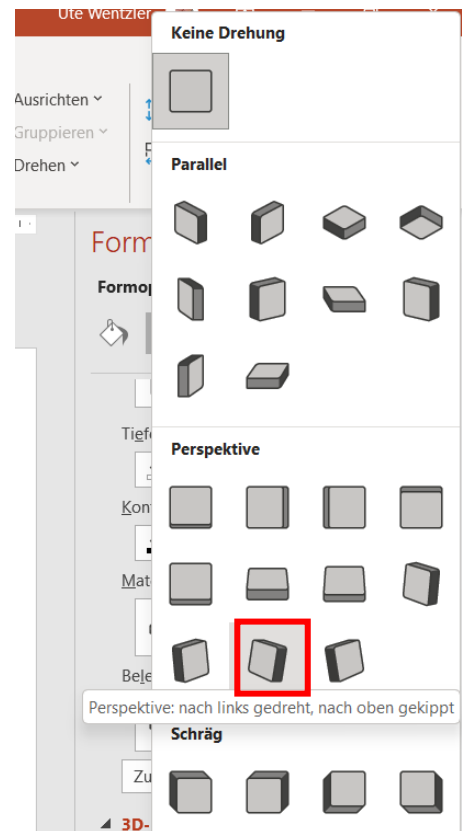 Ute Wentzler
Keine Drehung
Ausrichten
Gruppieren
Drehen
Parallel
Form
Formop
Tief
Perspektive
Kon
Mat
Bele
Perspektive: nach links gedreht, nach oben gekippt
Schräg
Zu
3D-